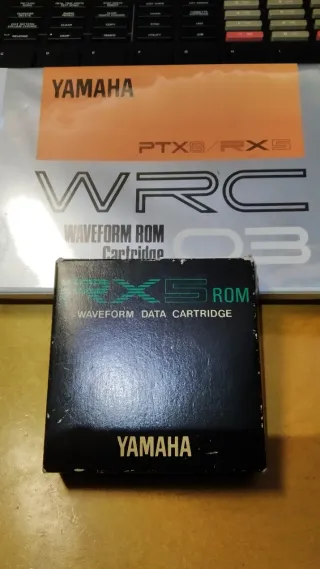 YAMAHA
PTX8/RX5
WRC
WAVEFORM ROM
Cartridge
03
RX5 ROM
WAVEFORM DATA CARTRIDGE
YAMAHA